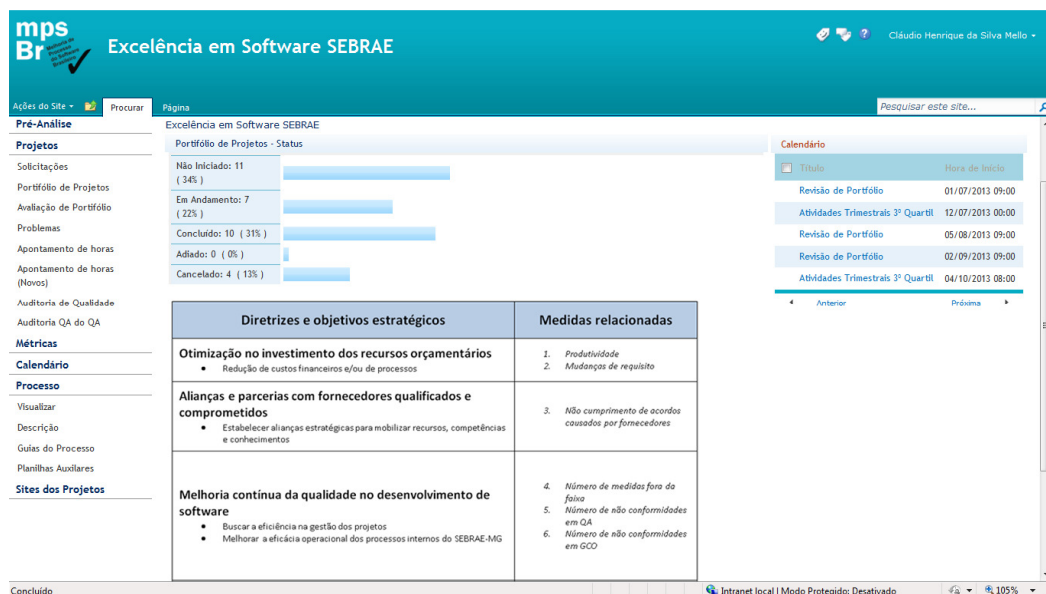 mps
Br
Melhoria de
Processo
do Software
Brasileiro
Excelência em Software SEBRAE
Cláudio Henrique da Silva Mello
Ações do Site
Procurar
Página
Pesquisar este site...
Pré-Análise
Projetos
Solicitações
Portifólio de Projetos
Avaliação de Portifólio
Problemas
Apontamento de horas
Apontamento de horas
(Novos)
Auditoria de Qualidade
Auditoria QA do QA
Métricas
Calendário
Processo
Visualizar
Descrição
Guias do Processo
Planilhas Auxilares
Sites dos Projetos
Excelência em Software SEBRAE
Portifólio de Projetos - Status
Não Iniciado: 11
( 34% )
Em Andamento: 7
( 22% )
Concluído: 10 ( 31% )
Adiado: 0 ( 0% )
Cancelado: 4 ( 13% )
Diretrizes e objetivos estratégicos
Medidas relacionadas
Otimização no investimento dos recursos orçamentários
• Redução de custos financeiros e/ou de processos
1. Produtividade
2. Mudanças de requisito
Alianças e parcerias com fornecedores qualificados e
comprometidos
• Estabelecer alianças estratégicas para mobilizar recursos, competências
e conhecimentos
3. Não cumprimento de acordos
causados por fornecedores
Melhoria contínua da qualidade no desenvolvimento de
software
• Buscar a eficiência na gestão dos projetos
• Melhorar a eficácia operacional dos processos internos do SEBRAE-MG
4. Número de medidas fora da
faixa
5. Número de não conformidades
em QA
6. Número de não conformidades
em GCO
Calendário
Título Hora de Início
Revisão de Portfólio 01/07/2013 09:00
Atividades Trimestrais 3º Quartil 12/07/2013 00:00
Revisão de Portfólio 05/08/2013 09:00
Revisão de Portfólio 02/09/2013 09:00
Atividades Trimestrais 3º Quartil 04/10/2013 08:00
Anterior Próxima
Concluído
Intranet local | Modo Protegido: Desativado
105%